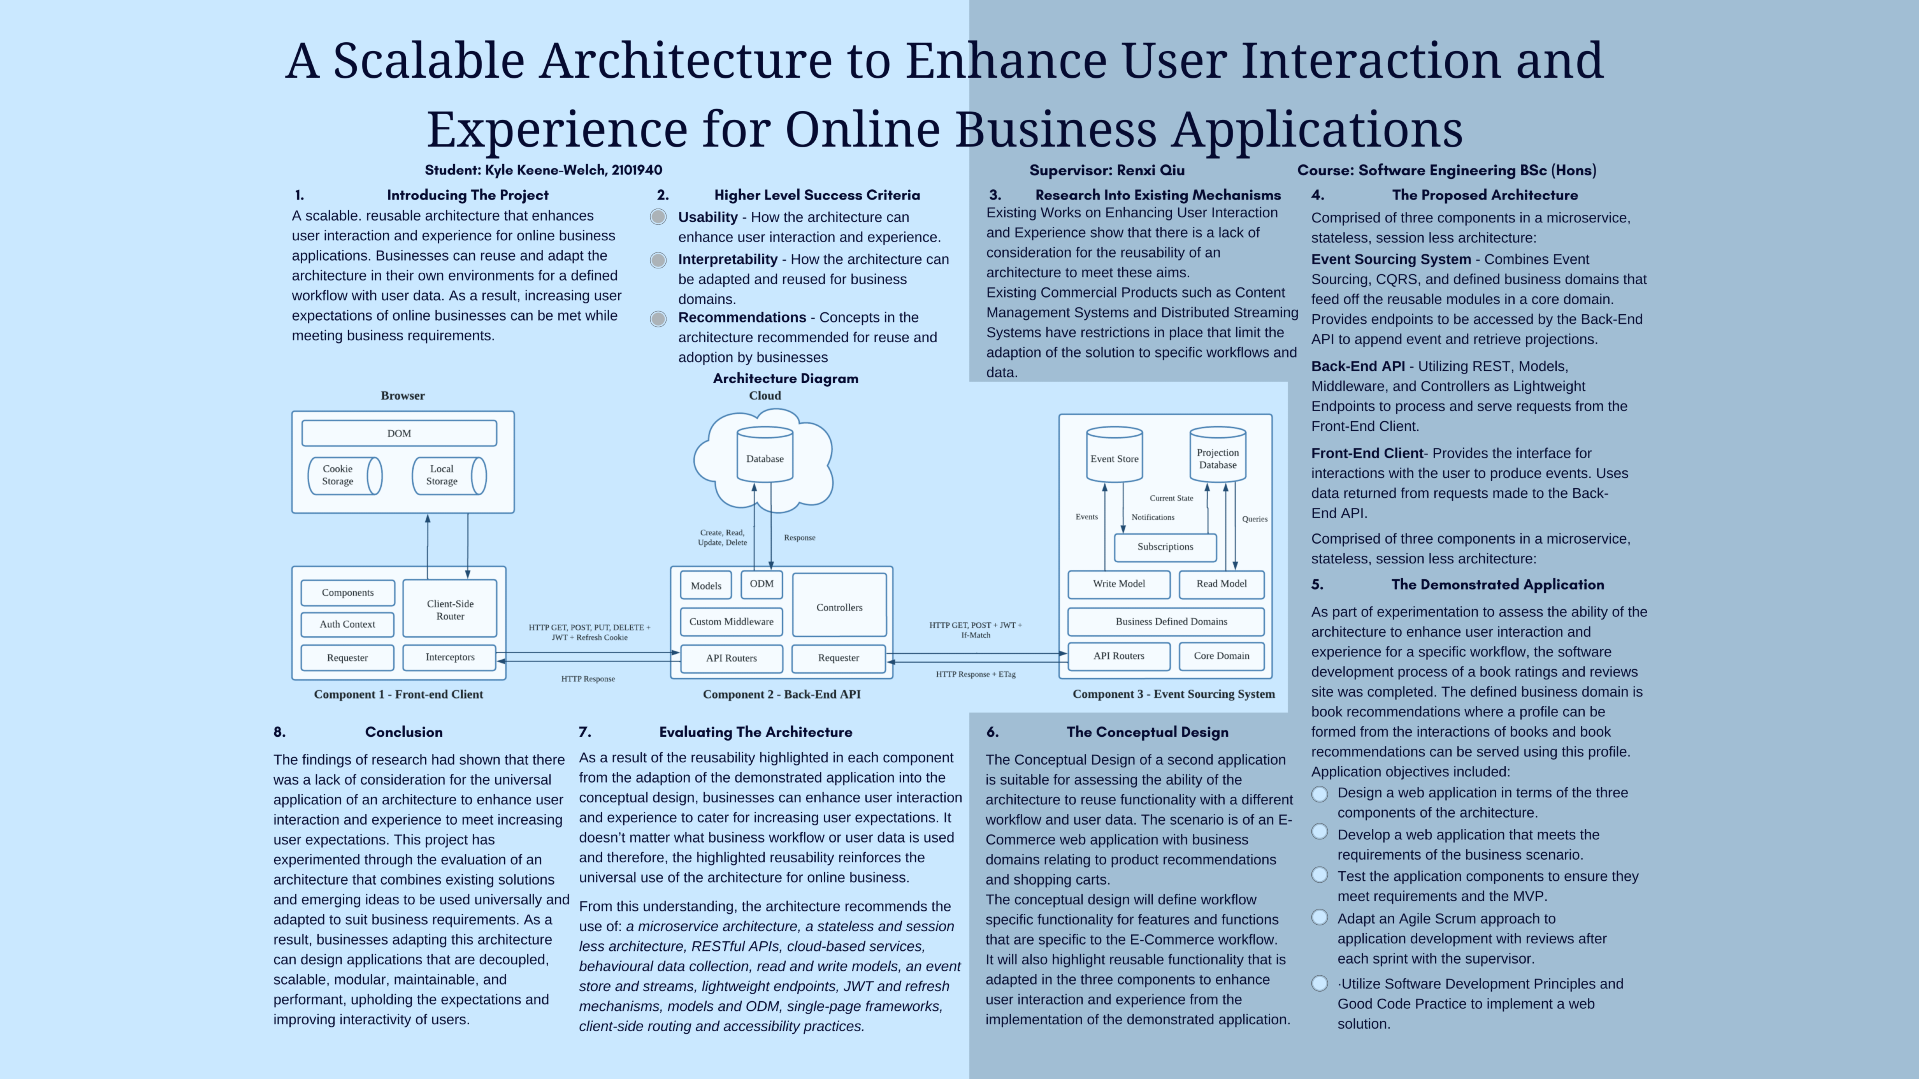 A Scalable Architecture to Enhance User Interaction and
Experience for Online Business Applications
Student: Kyle Keene-Welch, 2101940
Supervisor: Renxi Qiu
Course: Software Engineering BSc (Hons)
1. Introducing The Project
A scalable. reusable architecture that enhances
user interaction and experience for online business
applications. Businesses can reuse and adapt the
architecture in their own environments for a defined
workflow with user data. As a result, increasing user
expectations of online businesses can be met while
meeting business requirements.
2. Higher Level Success Criteria
Usability - How the architecture can
enhance user interaction and experience.
Interpretability - How the architecture can
be adapted and reused for business
domains.
Recommendations - Concepts in the
architecture recommended for reuse and
adoption by businesses
3. Research Into Existing Mechanisms
Existing Works on Enhancing User Interaction
and Experience show that there is a lack of
consideration for the reusability of an
architecture to meet these aims.
Existing Commercial Products such as Content
Management Systems and Distributed Streaming
Systems have restrictions in place that limit the
adaption of the solution to specific workflows and
data.
4. The Proposed Architecture
Comprised of three components in a microservice,
stateless, session less architecture:
Event Sourcing System - Combines Event
Sourcing, CQRS, and defined business domains that
feed off the reusable modules in a core domain.
Provides endpoints to be accessed by the Back-End
API to append event and retrieve projections.
Back-End API - Utilizing REST, Models,
Middleware, and Controllers as Lightweight
Endpoints to process and serve requests from the
Front-End Client.
Front-End Client- Provides the interface for
interactions with the user to produce events. Uses
data returned from requests made to the Back-
End API.
Comprised of three components in a microservice,
stateless, session less architecture:
Architecture Diagram
Browser
DOM
Cookie
Storage
Local
Storage
Components
Auth Context
Requester
Client-Side
Router
Interceptors
Component 1 - Front-end Client
HTTP GET, POST, PUT, DELETE +
JWT + Refresh Cookie
HTTP Response
Cloud
Database
Create, Read,
Update, Delete
Response
Models
ODM
Controllers
Custom Middleware
API Routers
Requester
Component 2 - Back-End API
HTTP GET, POST + JWT +
If-Match
HTTP Response + ETag
Event Store
Projection
Database
Current State
Events
Notifications
Queries
Subscriptions
Write Model
Read Model
Business Defined Domains
API Routers
Core Domain
Component 3 - Event Sourcing System
5. The Demonstrated Application
As part of experimentation to assess the ability of the
architecture to enhance user interaction and
experience for a specific workflow, the software
development process of a book ratings and reviews
site was completed. The defined business domain is
book recommendations where a profile can be
formed from the interactions of books and book
recommendations can be served using this profile.
Application objectives included:
Design a web application in terms of the three
components of the architecture.
Develop a web application that meets the
requirements of the business scenario.
Test the application components to ensure they
meet requirements and the MVP.
Adapt an Agile Scrum approach to
application development with reviews after
each sprint with the supervisor.
·Utilize Software Development Principles and
Good Code Practice to implement a web
solution.
6. The Conceptual Design
The Conceptual Design of a second application
is suitable for assessing the ability of the
architecture to reuse functionality with a different
workflow and user data. The scenario is of an E-
Commerce web application with business
domains relating to product recommendations
and shopping carts.
The conceptual design will define workflow
specific functionality for features and functions
that are specific to the E-Commerce workflow.
It will also highlight reusable functionality that is
adapted in the three components to enhance
user interaction and experience from the
implementation of the demonstrated application.
7. Evaluating The Architecture
As a result of the reusability highlighted in each component
from the adaption of the demonstrated application into the
conceptual design, businesses can enhance user interaction
and experience to cater for increasing user expectations. It
doesn't matter what business workflow or user data is used
and therefore, the highlighted reusability reinforces the
universal use of the architecture for online business.
From this understanding, the architecture recommends the
use of: a microservice architecture, a stateless and session
less architecture, RESTful APIs, cloud-based services,
behavioural data collection, read and write models, an event
store and streams, lightweight endpoints, JWT and refresh
mechanisms, models and ODM, single-page frameworks,
client-side routing and accessibility practices.
8. Conclusion
The findings of research had shown that there
was a lack of consideration for the universal
application of an architecture to enhance user
interaction and experience to meet increasing
user expectations. This project has
experimented through the evaluation of an
architecture that combines existing solutions
and emerging ideas to be used universally and
adapted to suit business requirements. As a
result, businesses adapting this architecture
can design applications that are decoupled,
scalable, modular, maintainable, and
performant, upholding the expectations and
improving interactivity of users.